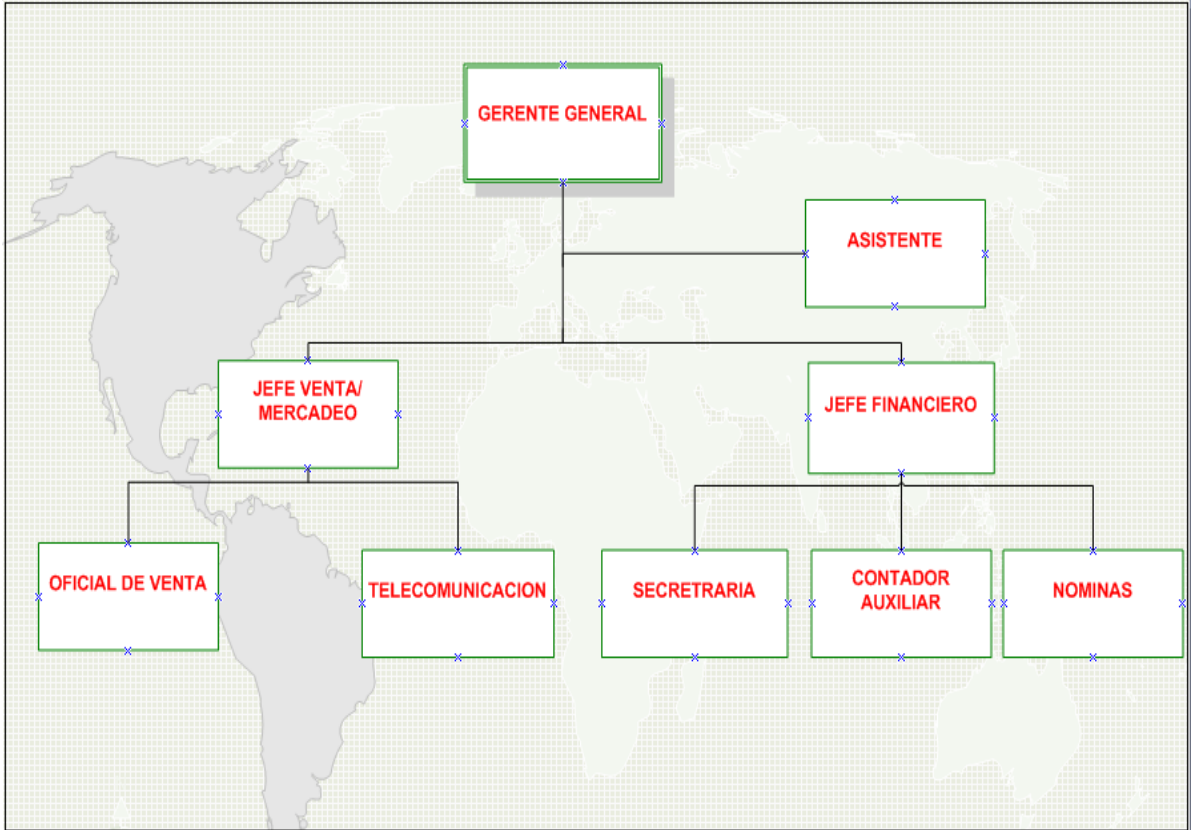 GERENTE GENERAL
ASISTENTE
JEFE VENTA/
MERCADEO
JEFE FINANCIERO
OFICIAL DE VENTA
TELECOMUNICACION
SECRETRARIA
CONTADOR
AUXILIAR
NOMINAS